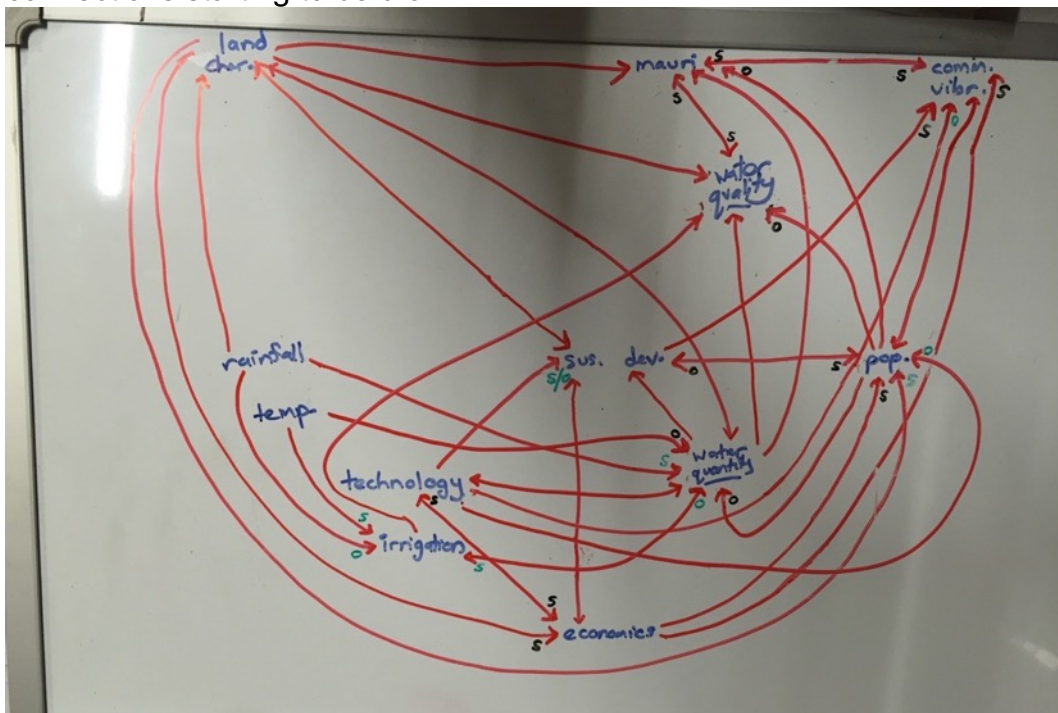 land
char.
mauri
comm.
vibr.
water
quality
rainfall
sus. dev.
pop.
temp
water
quantity
technology
irrigation
economics
s
s
o
s
s
s
s
o
o
s/o
o
s
o
s
s
o
s
s
o
o
s
o
s
s
s